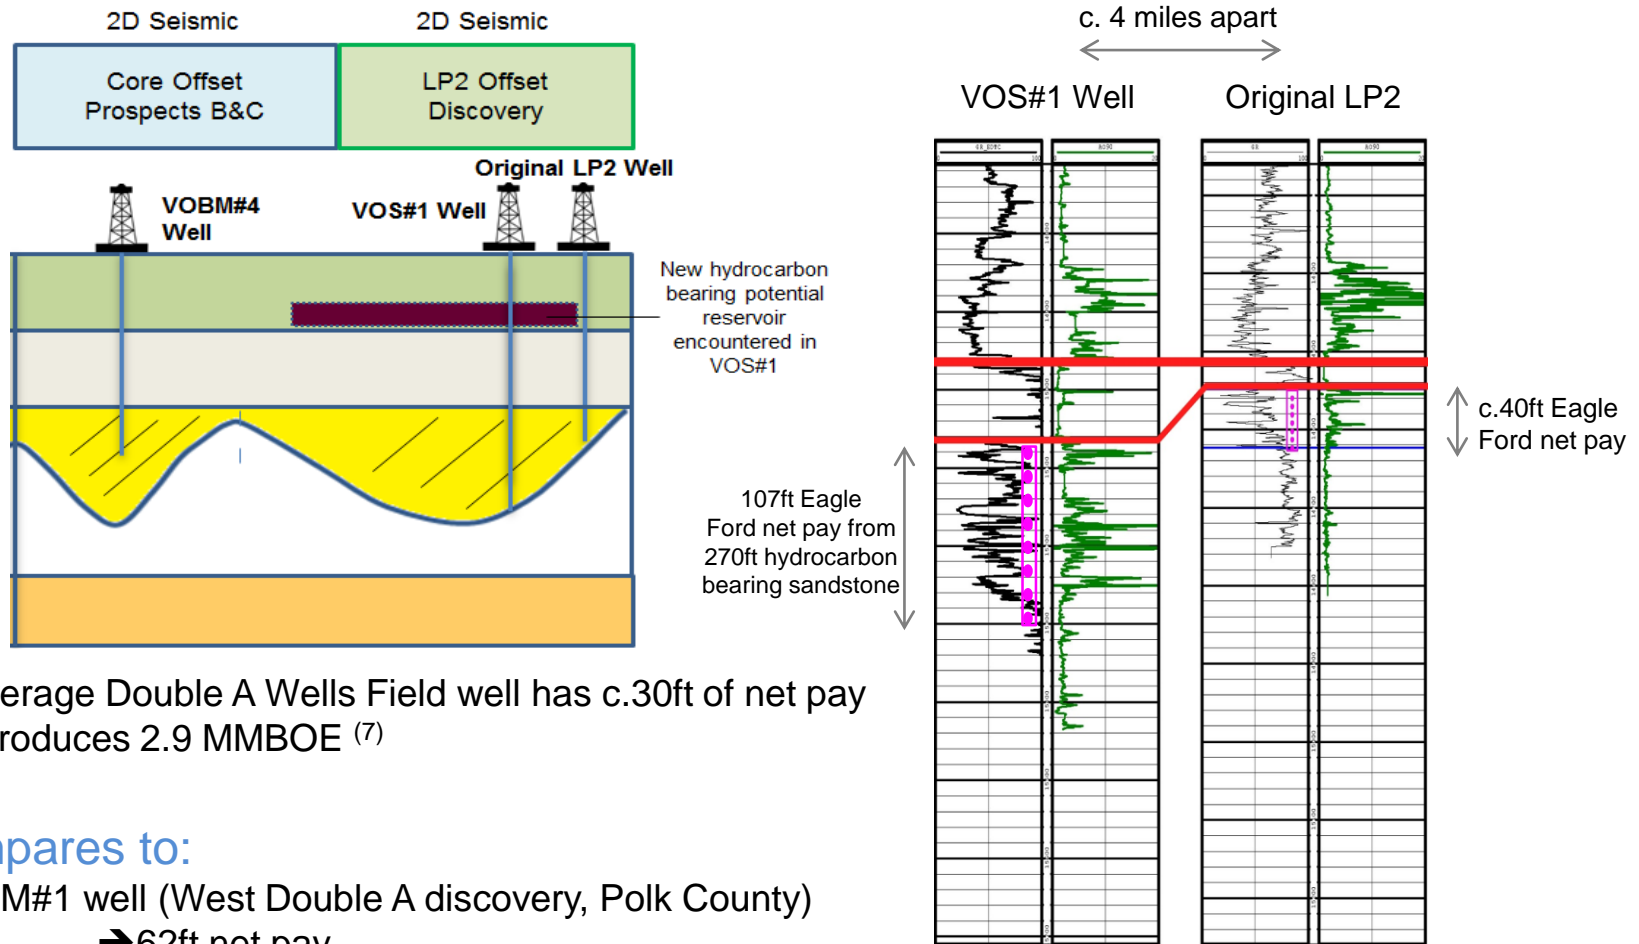 2D Seismic
2D Seismic
Core Offset
Prospects B&C
LP2 Offset
Discovery
Original LP2 Well
VOBM#4
Well
VOS#1 Well
New hydrocarbon
bearing potential
reservoir
encountered in
VOS#1
c. 4 miles apart
VOS#1 Well
Original LP2
107ft Eagle
Ford net pay from
270ft hydrocarbon
bearing sandstone
c.40ft Eagle
Ford net pay
erage Double A Wells Field well has c.30ft of net pay
roduces 2.9 MMBOE (7)
pares to:
M#1 well (West Double A discovery, Polk County)
➔62ft net pay